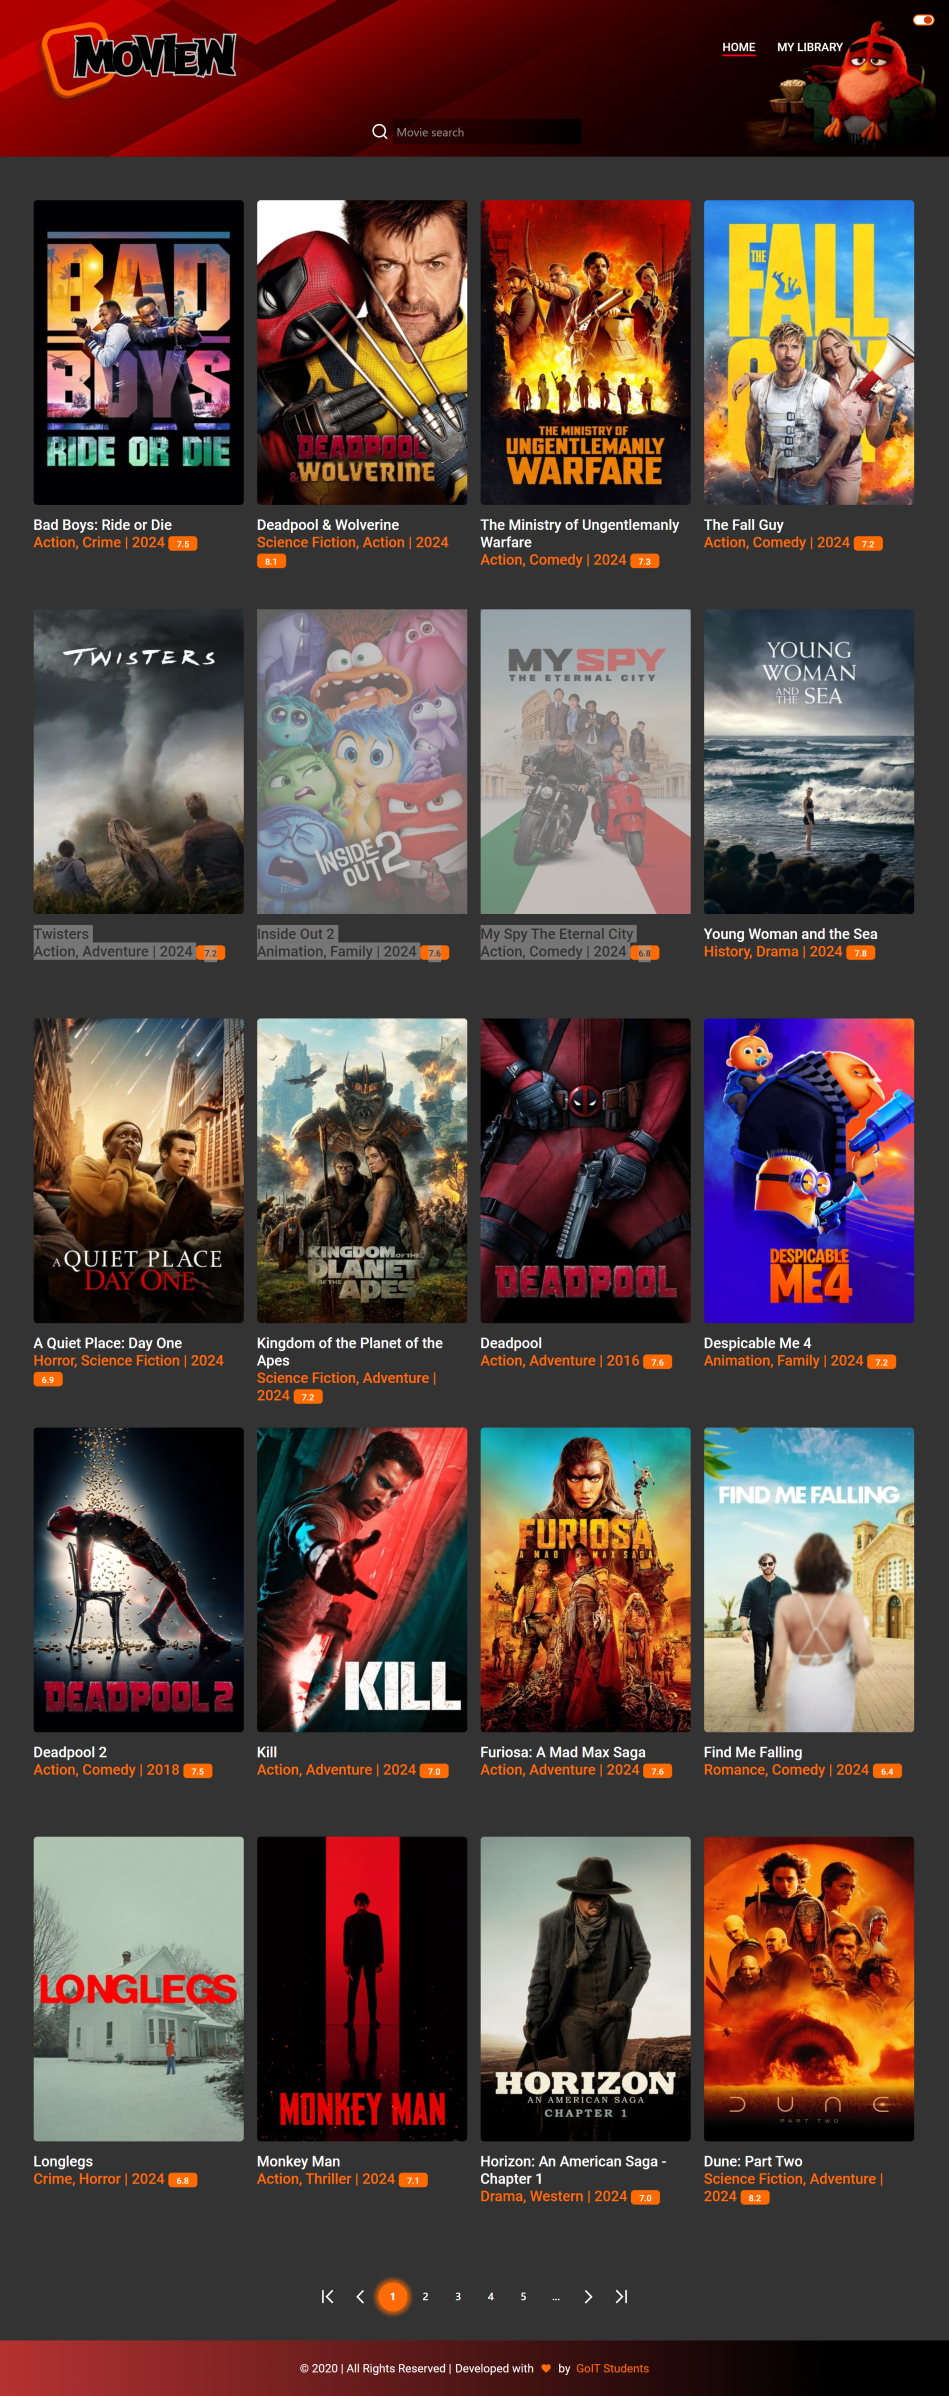 MOVIEW
HOME
MY LIBRARY
Movie search
BAD
BOYS
RIDE OR DIE
DEADPOOL
& WOLVERINE
THE MINISTRY OF
UNGENTLEMANLY
WARFARE
THE
FALL
GUY
Bad Boys: Ride or Die
Action, Crime | 2024 7.5
Deadpool & Wolverine
Science Fiction, Action | 2024
8.1
The Ministry of Ungentlemanly
Warfare
Action, Comedy | 2024 7.3
The Fall Guy
Action, Comedy | 2024 7.2
TWISTERS
INSIDE
OUT 2
MY SPY
THE ETERNAL CITY
YOUNG
WOMAN
AND THE SEA
Twisters
Action, Adventure | 2024 7.2
Inside Out 2
Animation, Family | 2024 7.6
My Spy The Eternal City
Action, Comedy | 2024 6.8
Young Woman and the Sea
History, Drama | 2024 7.8
A QUIET PLACE
DAY ONE
KINGDOM OF THE
PLANET
OF THE APES
DEADPOOL
DESPICABLE
ME4
A Quiet Place: Day One
Horror, Science Fiction | 2024
6.9
Kingdom of the Planet of the
Apes
Science Fiction, Adventure |
2024 7.2
Deadpool
Action, Adventure | 2016 7.6
Despicable Me 4
Animation, Family | 2024 7.2
DEADPOOL 2
KILL
FURIOSA
A MAD MAX SAGA
FIND ME FALLING
Deadpool 2
Action, Comedy | 2018 7.5
Kill
Action, Adventure | 2024 7.0
Furiosa: A Mad Max Saga
Action, Adventure | 2024 7.6
Find Me Falling
Romance, Comedy | 2024 6.4
LONGLEGS
MONKEY MAN
HORIZON
AN AMERICAN SAGA
CHAPTER 1
DUNE
PART TWO
Longlegs
Crime, Horror | 2024 6.8
Monkey Man
Action, Thriller | 2024 7.1
Horizon: An American Saga -
Chapter 1
Drama, Western | 2024 7.0
Dune: Part Two
Science Fiction, Adventure |
2024 8.2
1 2 3 4 5 ...
© 2020 | All Rights Reserved | Developed with by GoIT Students